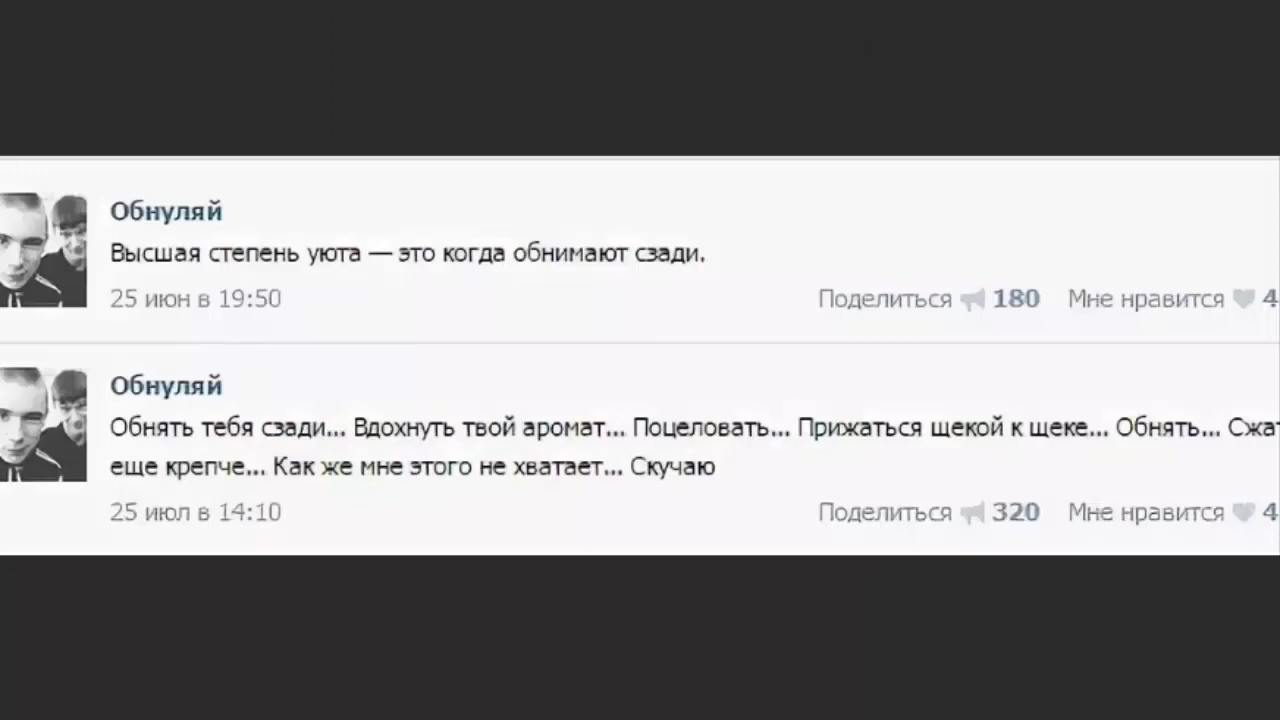 Обнуляй
Высшая степень уюта — это когда обнимают сзади.
25 июн в 19:50 Поделиться 180 Мне нравится 4
Обнуляй
Обнять тебя сзади... Вдохнуть твой аромат... Поцеловать... Прижаться щекой к щеке... Обнять...
еще крепче... Как же мне этого не хватает... Скучаю
25 июл в 14:10 Поделиться 320 Мне нравится 4